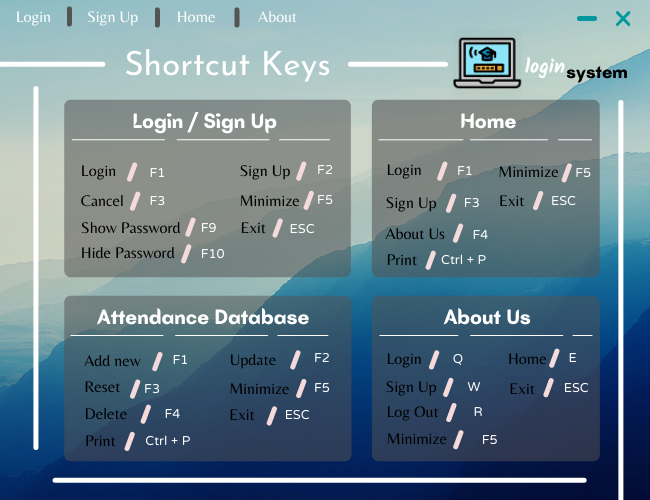 Login Sign Up Home About
Shortcut Keys
login system
Login / Sign Up
Login / F1 Sign Up / F2
Cancel / F3 Minimize / F5
Show Password / F9 Exit / ESC
Hide Password / F10
Home
Login / F1 Minimize / F5
Sign Up / F3 Exit / ESC
About Us / F4
Print / Ctrl + P
Attendance Database
Add new / F1 Update / F2
Reset / F3 Minimize / F5
Delete / F4 Exit / ESC
Print / Ctrl + P
About Us
Login / Q Home / E
Sign Up / W Exit / ESC
Log Out / R
Minimize / F5